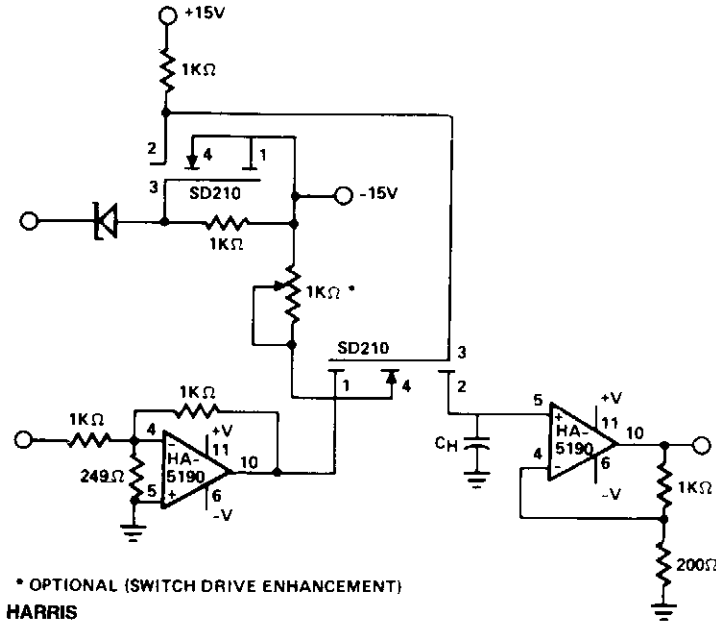 +15V
1KΩ
2
4
1
3
SD210
-15V
1KΩ
1KΩ *
SD210
3
1
4
2
1KΩ
1KΩ
4
-
+V
11
HA-
5190
10
249Ω
5
+
6
-V
CH
5
+
+V
11
10
HA-
5190
4
-
6
-V
1KΩ
200Ω
* OPTIONAL (SWITCH DRIVE ENHANCEMENT)
HARRIS